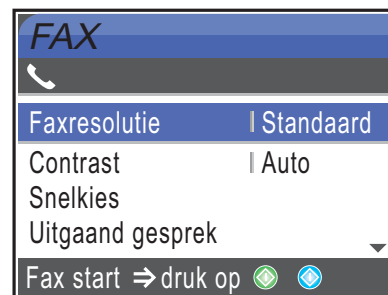 FAX
Faxresolutie Standaard
Contrast Auto
Snelkies
Uitgaand gesprek
Fax start ⇒ druk op